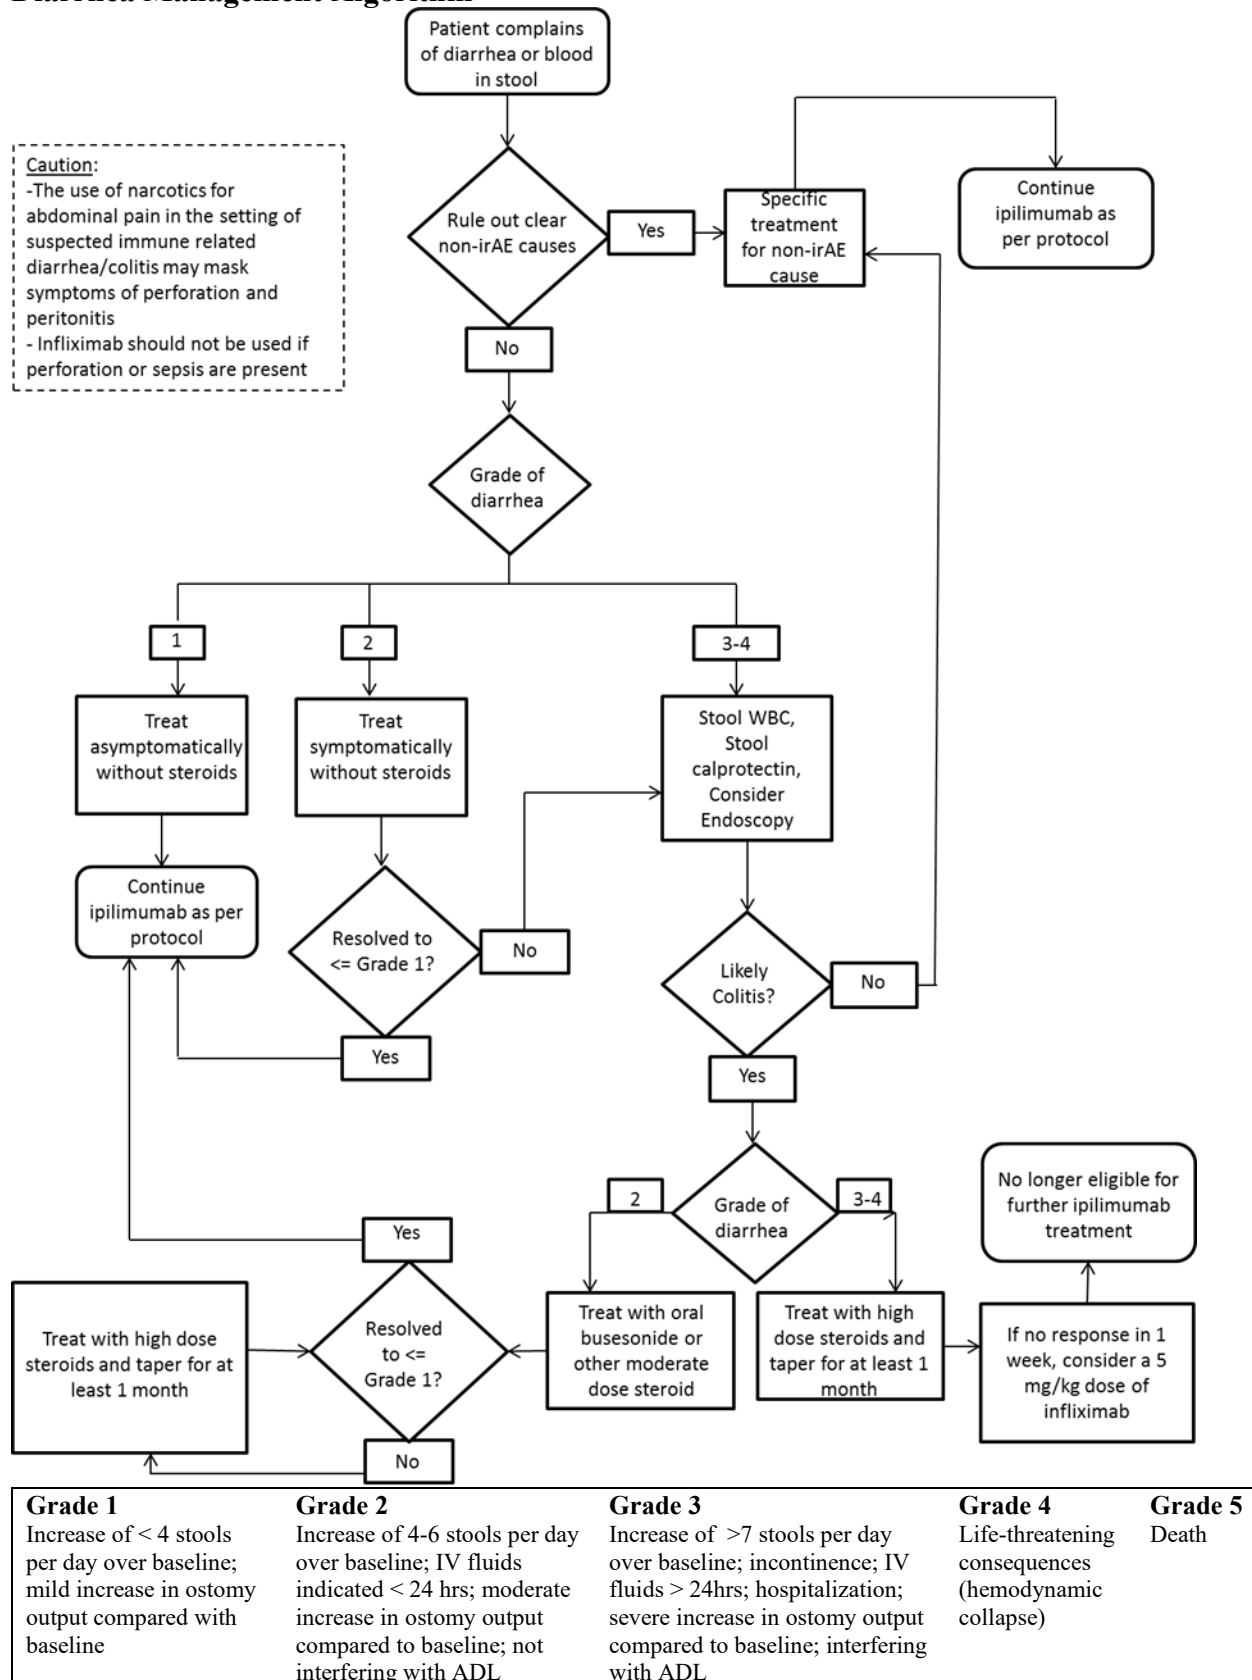 Diarrhea Management Algorithm
Patient complains
of diarrhea or blood
in stool
Caution:
-The use of narcotics for
abdominal pain in the setting of
suspected immune related
diarrhea/colitis may mask
symptoms of perforation and
peritonitis
- Infliximab should not be used if
perforation or sepsis are present
Rule out clear
non-irAE causes
Yes
Specific
treatment
for non-irAE
cause
Continue
ipilimumab as
per protocol
No
Grade of
diarrhea
1
2
3-4
Treat
asymptomatically
without steroids
Treat
symptomatically
without steroids
Stool WBC,
Stool
calprotectin,
Consider
Endoscopy
Continue
ipilimumab as per
protocol
Resolved to
<= Grade 1?
No
Yes
Likely
Colitis?
No
Yes
Grade of
diarrhea
2
3-4
No longer eligible for
further ipilimumab
treatment
Yes
Treat with high dose
steroids and taper for at
least 1 month
Resolved
to <=
Grade 1?
Treat with oral
busesonide or
other moderate
dose steroid
Treat with high
dose steroids and
taper for at least 1
month
If no response in 1
week, consider a 5
mg/kg dose of
infliximab
No
Grade 1
Increase of < 4 stools
per day over baseline;
mild increase in ostomy
output compared with
baseline
Grade 2
Increase of 4-6 stools per day
over baseline; IV fluids
indicated < 24 hrs; moderate
increase in ostomy output
compared to baseline; not
interfering with ADL
Grade 3
Increase of >7 stools per day
over baseline; incontinence; IV
fluids > 24hrs; hospitalization;
severe increase in ostomy output
compared to baseline; interfering
with ADL
Grade 4
Life-threatening
consequences
(hemodynamic
collapse)
Grade 5
Death